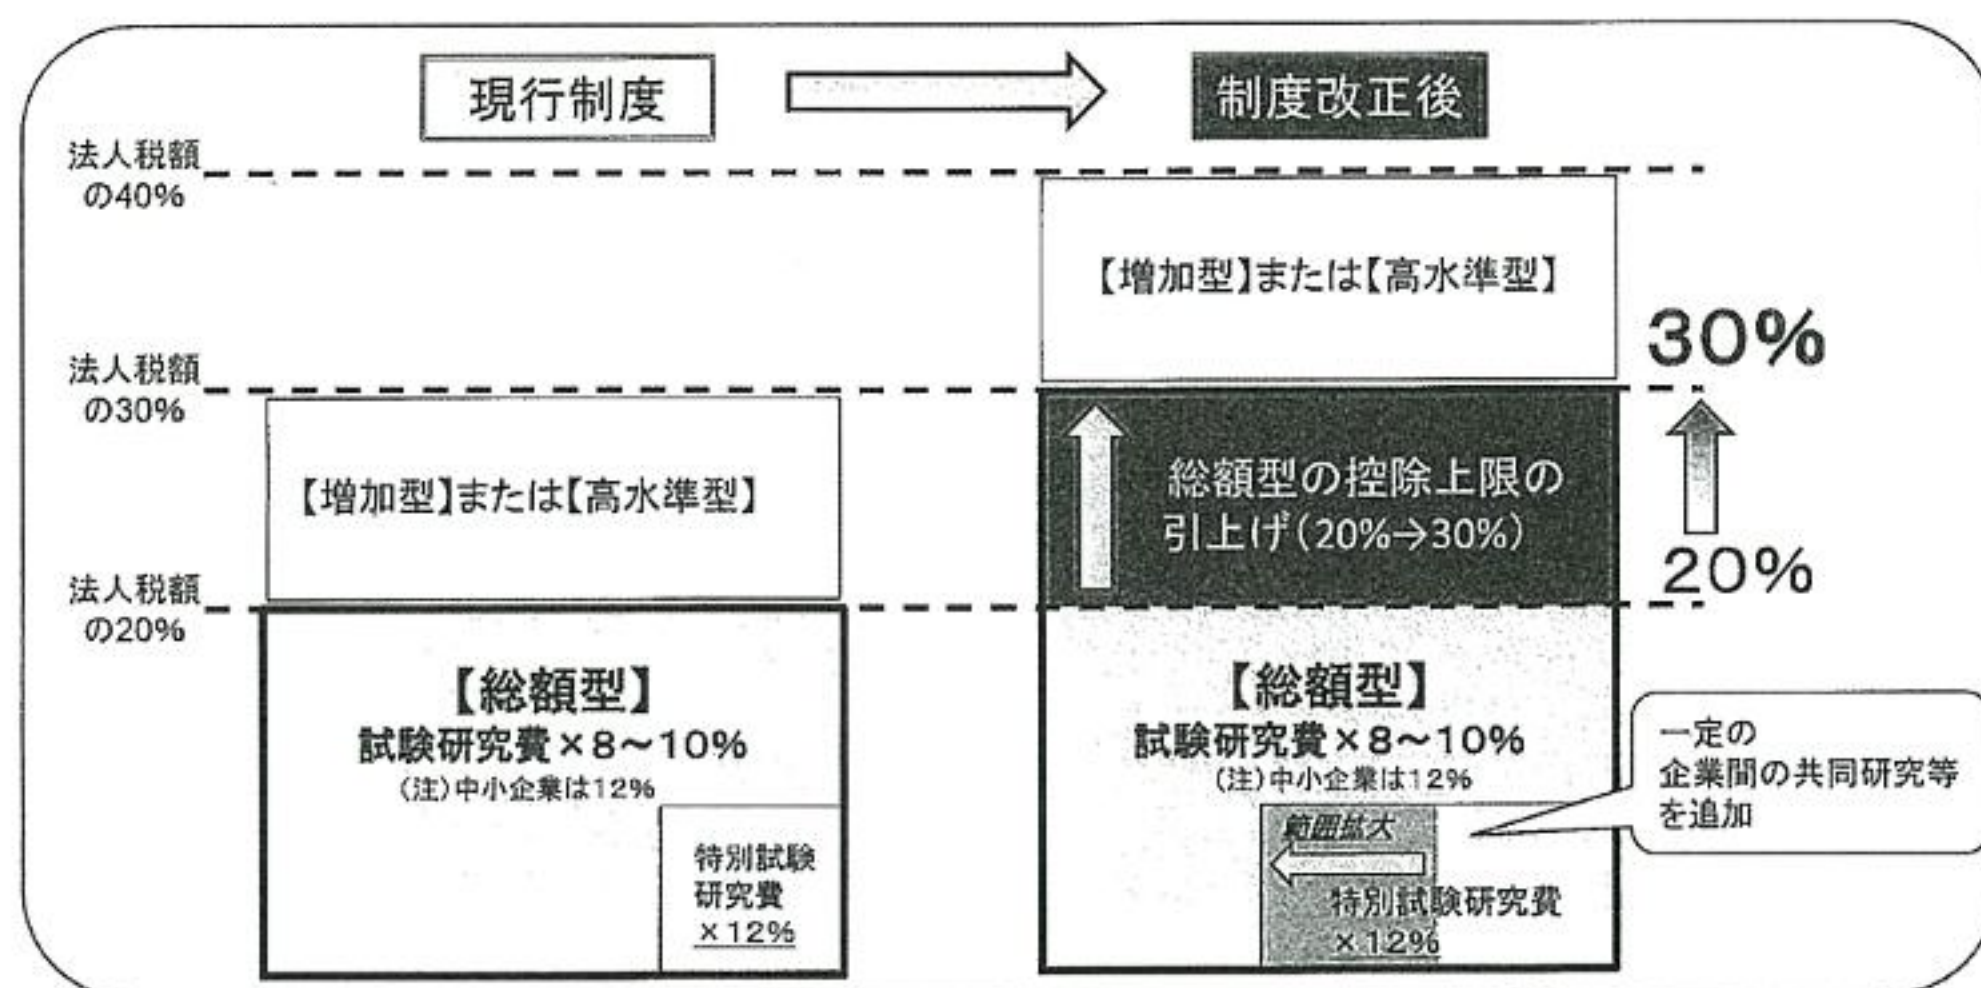 現行制度
制度改正後
法人税額
の40%
【増加型】または【高水準型】
30%
法人税額
の30%
【増加型】または【高水準型】
総額型の控除上限の
引上げ(20%→30%)
20%
法人税額
の20%
【総額型】
試験研究費×8〜10%
(注)中小企業は12%
特別試験
研究費
×12%
【総額型】
試験研究費×8〜10%
(注)中小企業は12%
範囲拡大
特別試験研究費
×12%
一定の
企業間の共同研究等
を追加